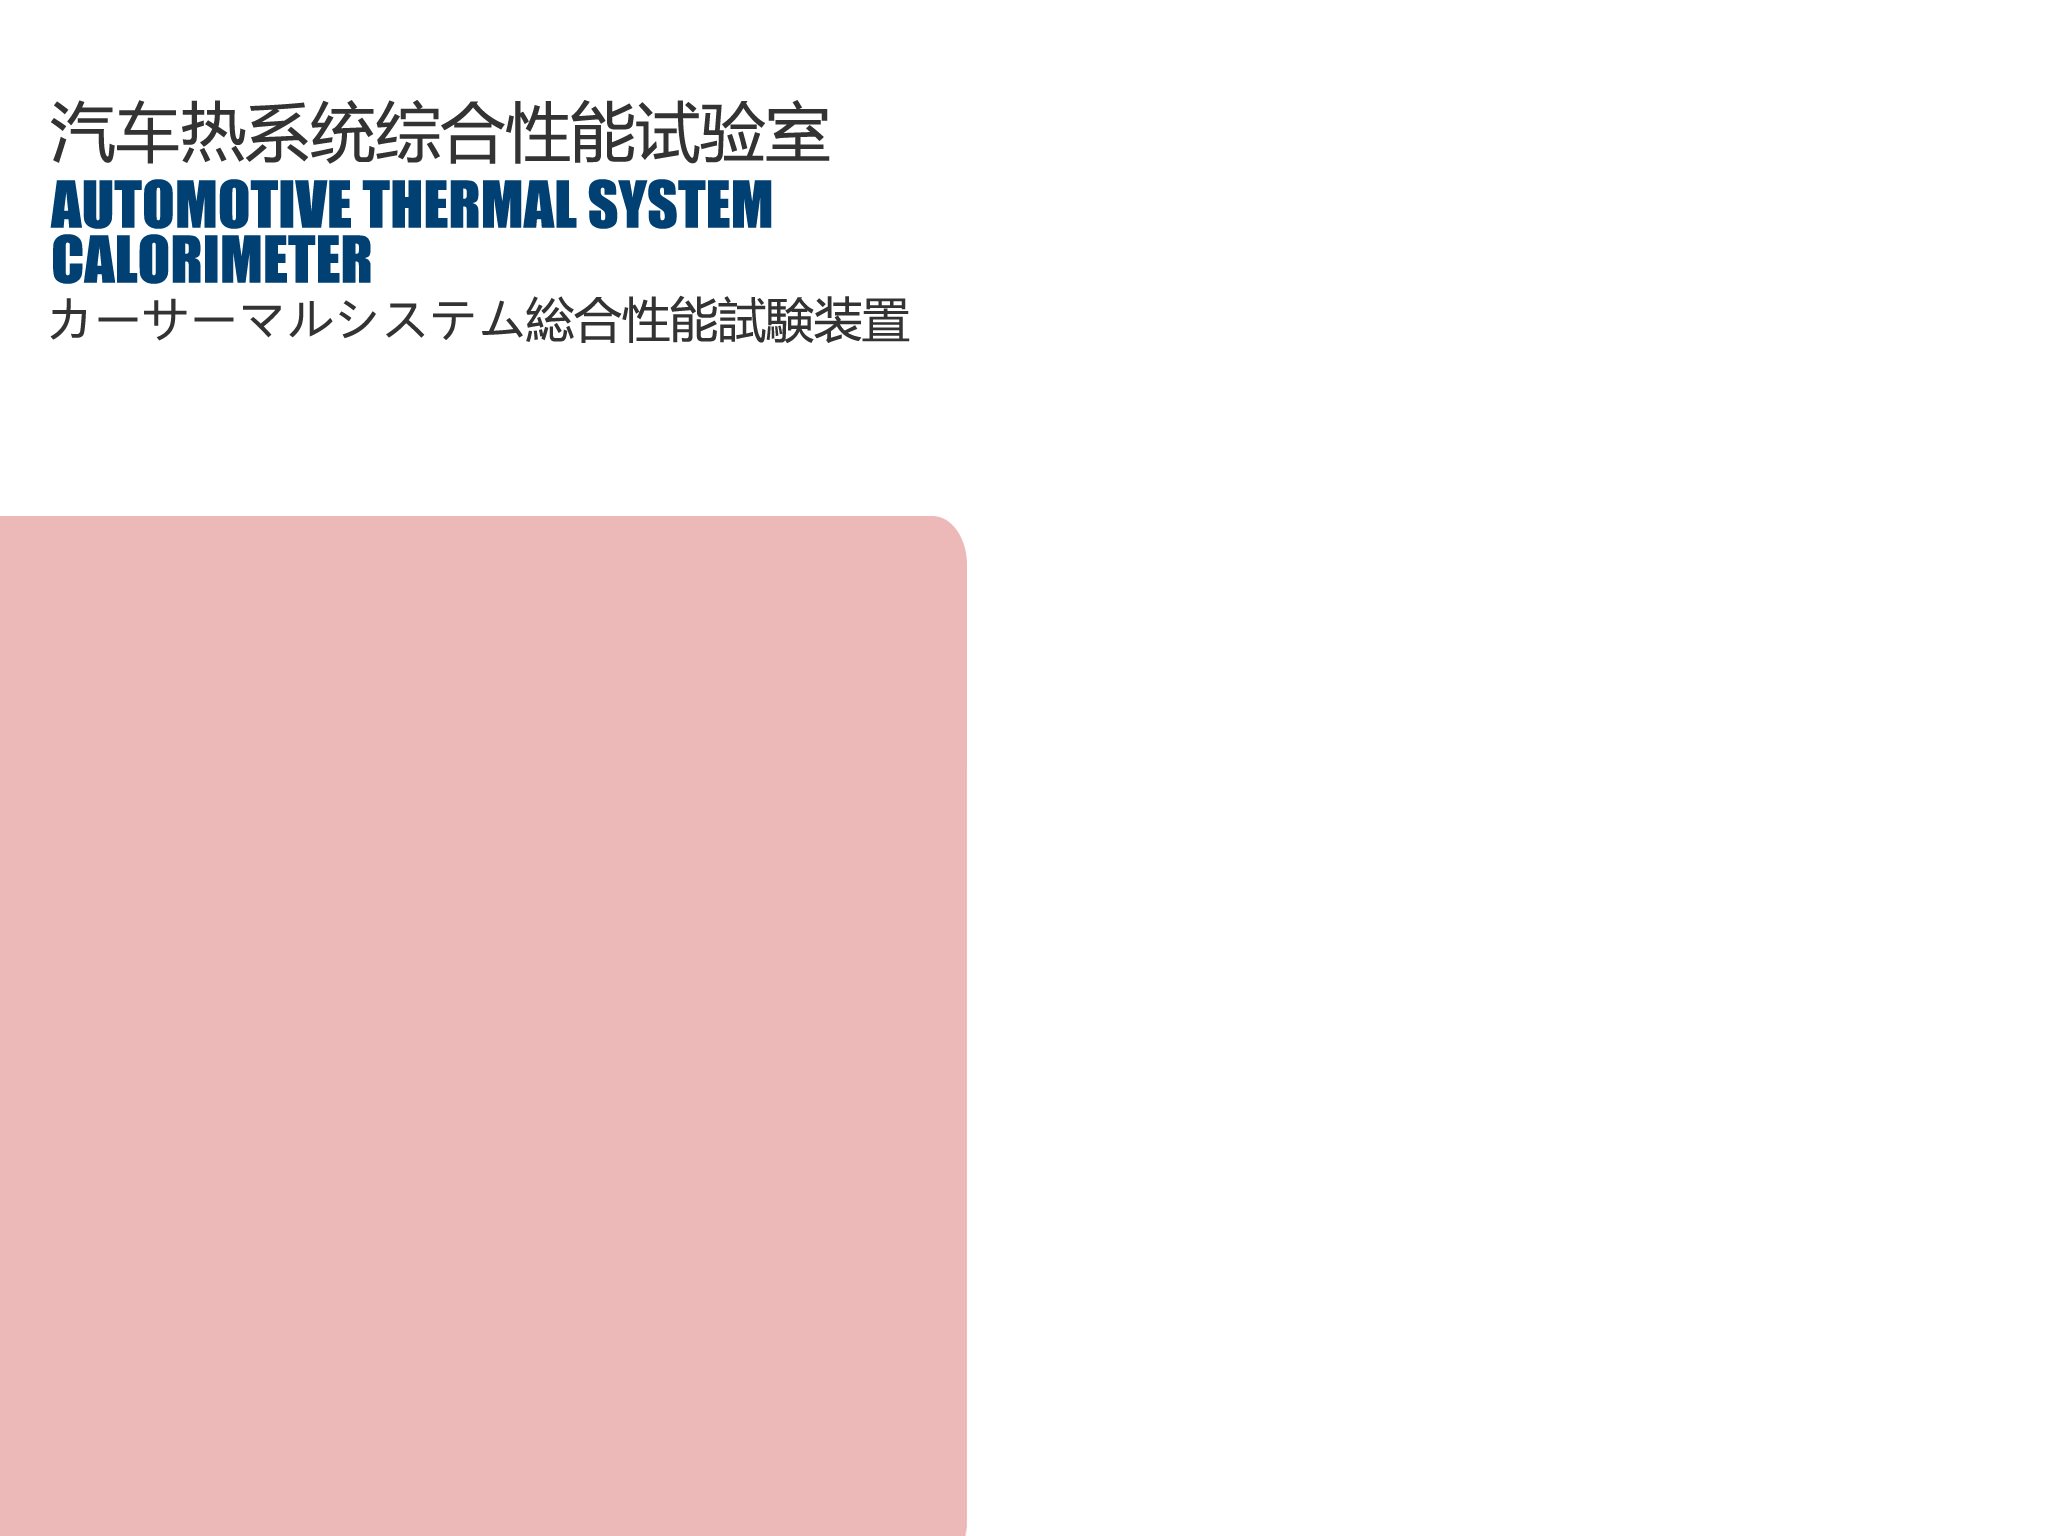 汽车热系统综合性能试验室
AUTOMOTIVE THERMAL SYSTEM
CALORIMETER
カーサーマルシステム総合性能試験装置